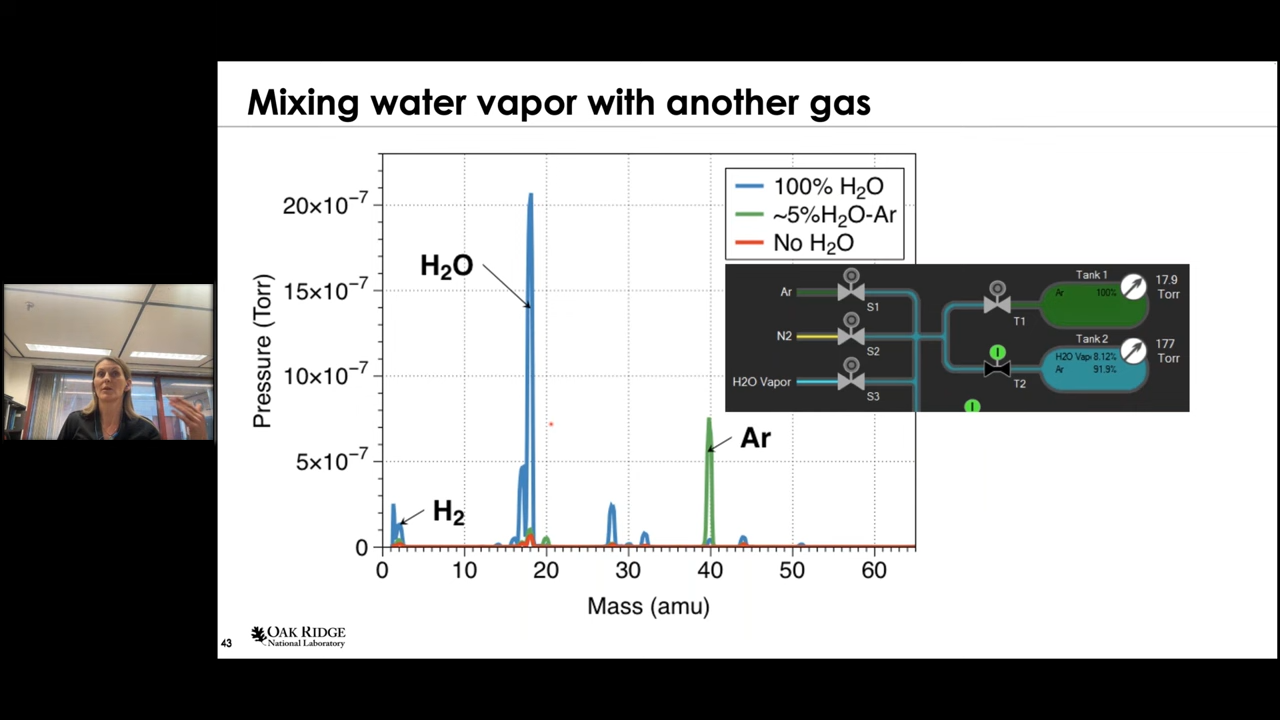 Mixing water vapor with another gas
20×10⁻⁷
15×10⁻⁷
10×10⁻⁷
5×10⁻⁷
0
Pressure (Torr)
0 10 20 30 40 50 60
Mass (amu)
H₂O
H₂
Ar
100% H₂O
~5%H₂O-Ar
No H₂O
Ar
S1
N2
S2
H2O Vapor
S3
T1
T2
Tank 1
Ar 100%
17.9
Torr
Tank 2
H2O Vap 8.12%
Ar 91.9%
177
Torr
43
OAK RIDGE
National Laboratory